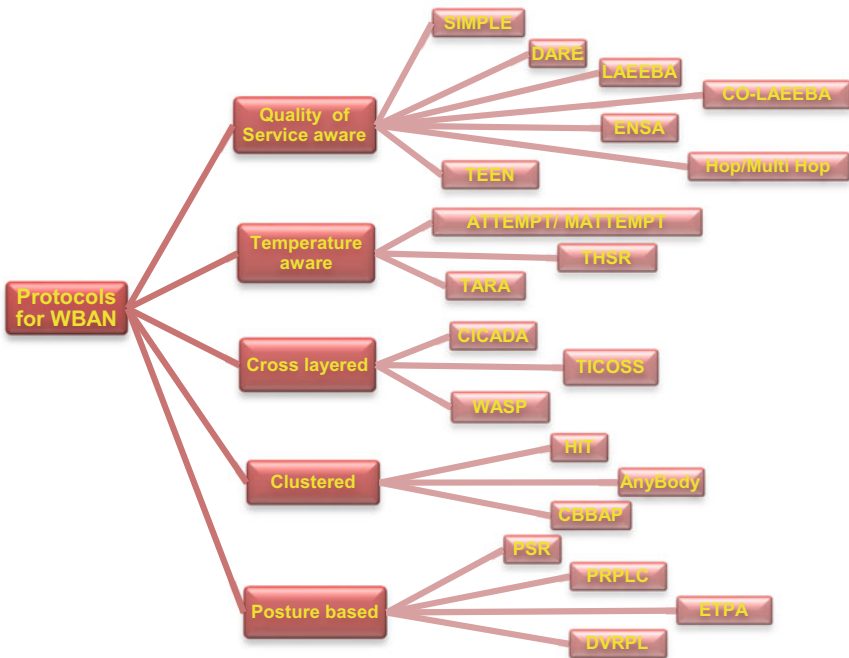 Protocols
for WBAN
Quality of
Service aware
SIMPLE
DARE
LAEEBA
CO-LAEEBA
ENSA
Hop/Multi Hop
TEEN
Temperature
aware
ATTEMPT/ MATTEMPT
THSR
TARA
Cross layered
CICADA
TICOSS
WASP
Clustered
HIT
AnyBody
CBBAP
Posture based
PSR
PRPLC
ETPA
DVRPL